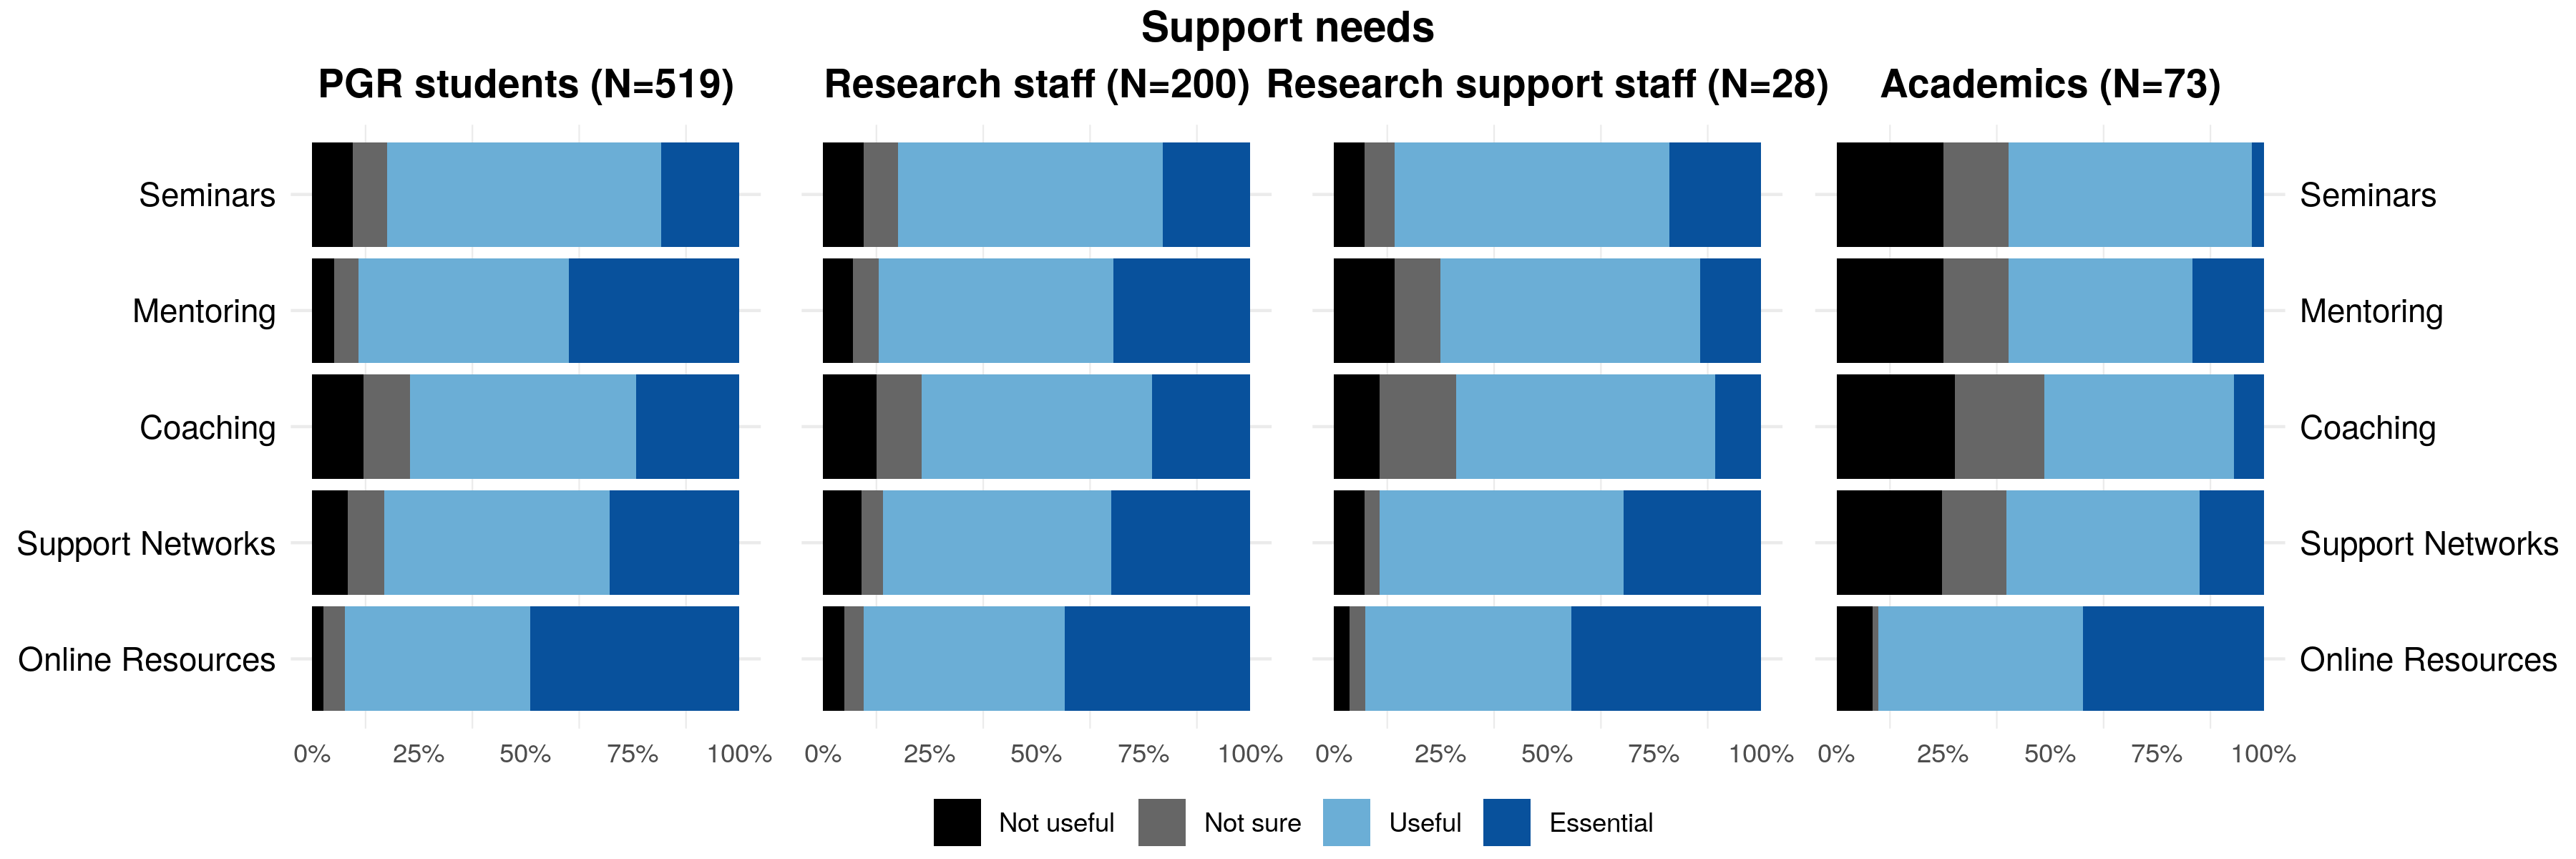 Support needs
PGR students (N=519) Research staff (N=200) Research support staff (N=28) Academics (N=73)
Seminars Seminars
Mentoring Mentoring
Coaching Coaching
Support Networks Support Networks
Online Resources Online Resources
0% 25% 50% 75% 100% 0% 25% 50% 75% 100% 0% 25% 50% 75% 100% 0% 25% 50% 75% 100%
Not useful Not sure Useful Essential